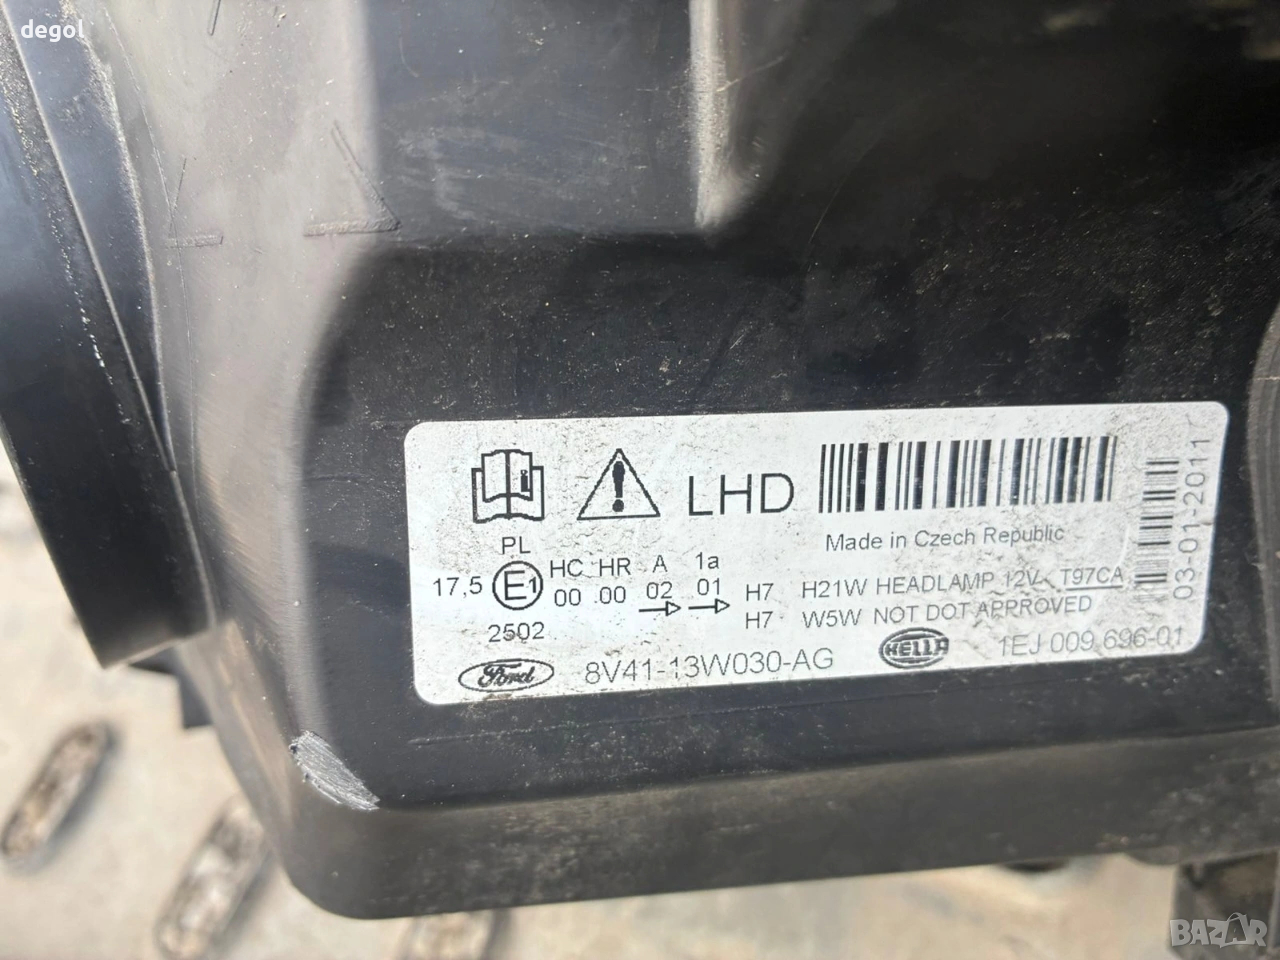 degol
LHD
Made in Czech Republic
03-01-2011
PL
17,5 E1 HC HR A 1a
00 00 02 01
2502
H7 H21W HEADLAMP 12V T97CA
H7 W5W NOT DOT APPROVED
Ford 8V41-13W030-AG HELLA 1EJ 009 696-01
BAZAR